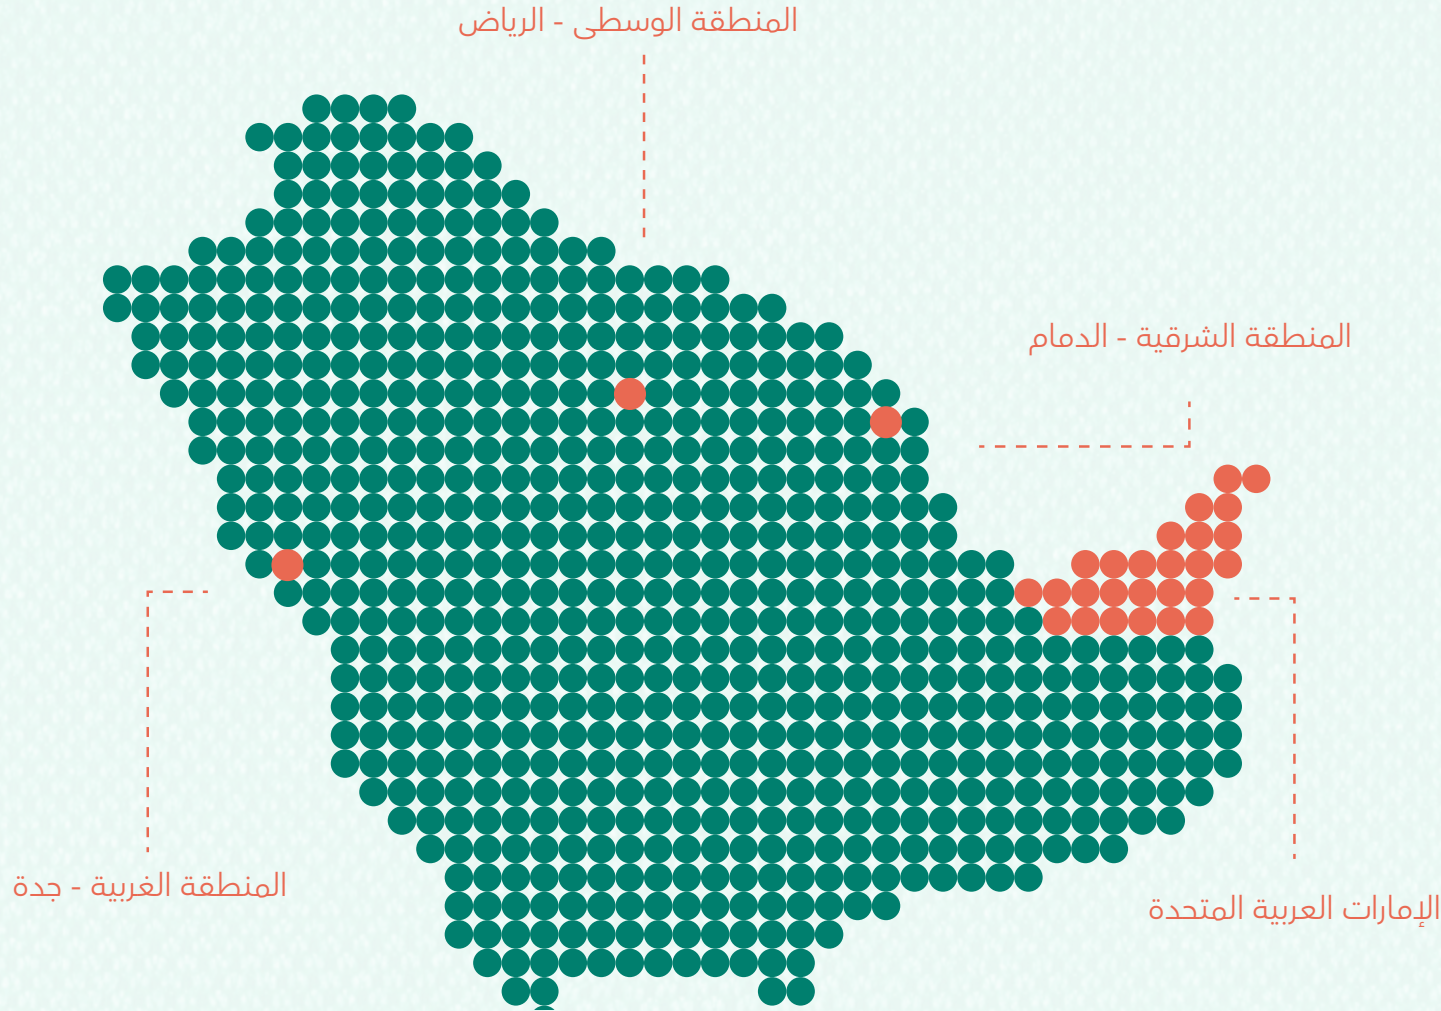 المنطقة الوسطى - الرياض
المنطقة الشرقية - الدمام
المنطقة الغربية - جدة
الإمارات العربية المتحدة